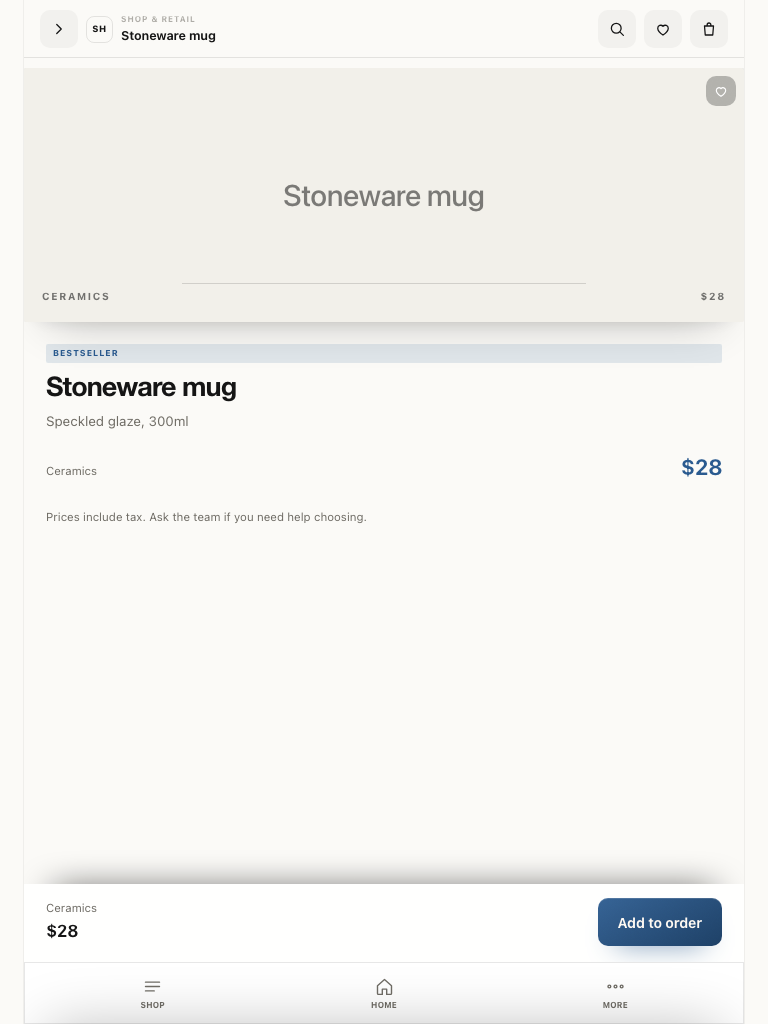 SH
SHOP & RETAIL
Stoneware mug
Stoneware mug
CERAMICS
$28
BESTSELLER
Stoneware mug
Speckled glaze, 300ml
Ceramics
$28
Prices include tax. Ask the team if you need help choosing.
Ceramics
$28
Add to order
SHOP
HOME
MORE